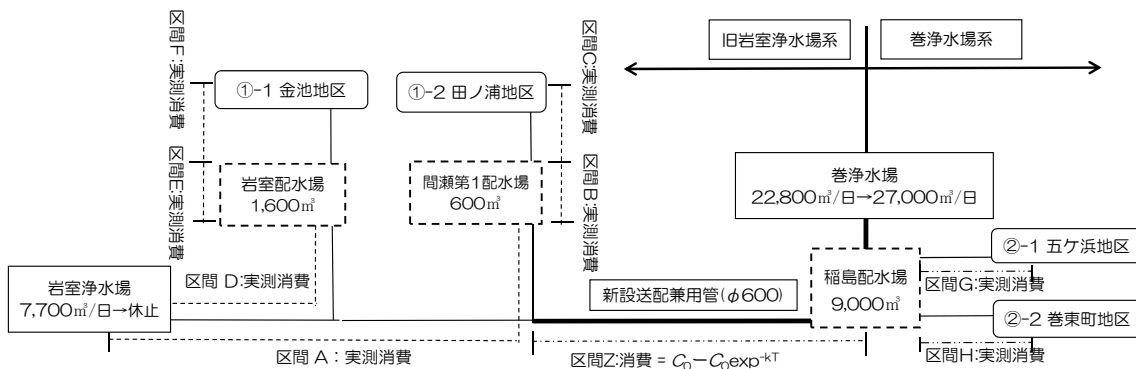 区間F:実測消費
①-1 金池地区
①-2 田ノ浦地区
区間C:実測消費
旧岩室浄水場系
巻浄水場系
区間E:実測消費
岩室配水場
1,600㎥
間瀬第1配水場
600㎥
区間B:実測消費
巻浄水場
22,800㎥/日→27,000㎥/日
岩室浄水場
7,700㎥/日→休止
区間 D:実測消費
新設送配兼用管(φ600)
稲島配水場
9,000㎥
②-1 五ケ浜地区
区間G:実測消費
②-2 巻東町地区
区間 A:実測消費
区間Z:消費 = C₀−C₀exp⁻ᵏᵀ
区間H:実測消費